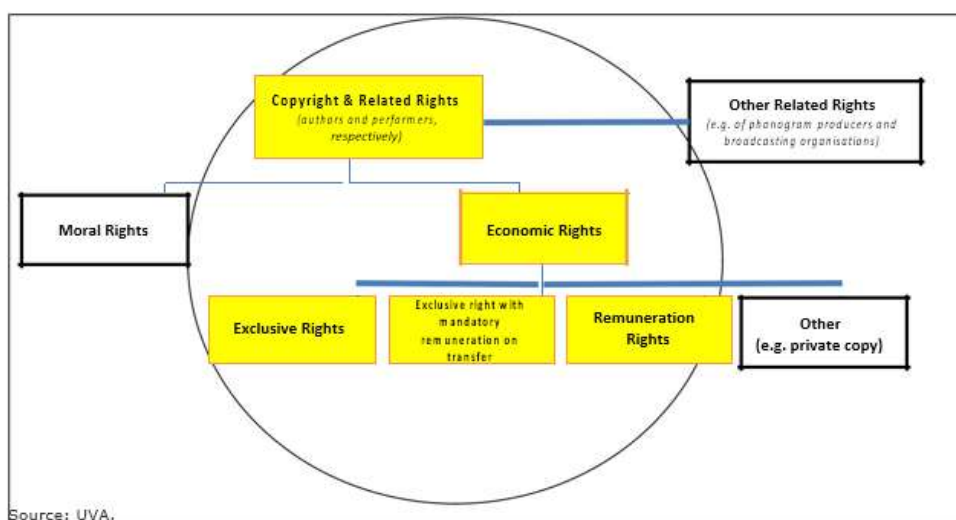 Copyright & Related Rights
(authors and performers,
respectively)
Other Related Rights
(e.g. of phonogram producers and
broadcasting organisations)
Moral Rights
Economic Rights
Exclusive Rights
Exclusive right with
mandatory
remuneration on
transfer
Remuneration
Rights
Other
(e.g. private copy)
Source: UVA.